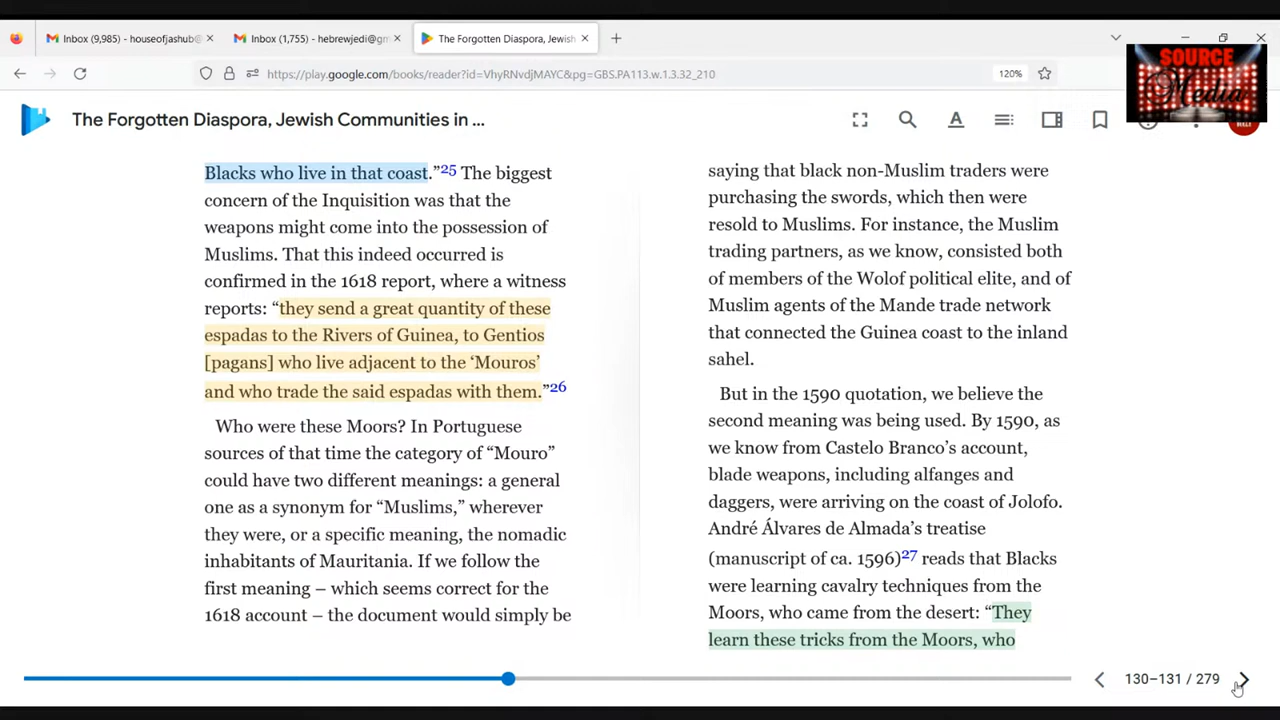 Inbox (9,985) - houseofjashub@
Inbox (1,755) - hebrewjedi@gm
The Forgotten Diaspora, Jewish
https://play.google.com/books/reader?id=VhyRNvdjMAYC&pg=GBS.PA113.w.1.3.32_210
120%
SOURCE
Media
The Forgotten Diaspora, Jewish Communities in ...
Blacks who live in that coast.”25 The biggest
concern of the Inquisition was that the
weapons might come into the possession of
Muslims. That this indeed occurred is
confirmed in the 1618 report, where a witness
reports: “they send a great quantity of these
espadas to the Rivers of Guinea, to Gentios
[pagans] who live adjacent to the ‘Mouros’
and who trade the said espadas with them.”26
Who were these Moors? In Portuguese
sources of that time the category of “Mouro”
could have two different meanings: a general
one as a synonym for “Muslims,” wherever
they were, or a specific meaning, the nomadic
inhabitants of Mauritania. If we follow the
first meaning – which seems correct for the
1618 account – the document would simply be
saying that black non-Muslim traders were
purchasing the swords, which then were
resold to Muslims. For instance, the Muslim
trading partners, as we know, consisted both
of members of the Wolof political elite, and of
Muslim agents of the Mande trade network
that connected the Guinea coast to the inland
sahel.
But in the 1590 quotation, we believe the
second meaning was being used. By 1590, as
we know from Castelo Branco’s account,
blade weapons, including alfanges and
daggers, were arriving on the coast of Jolofo.
André Álvares de Almada’s treatise
(manuscript of ca. 1596)27 reads that Blacks
were learning cavalry techniques from the
Moors, who came from the desert: “They
learn these tricks from the Moors, who
130–131 / 279